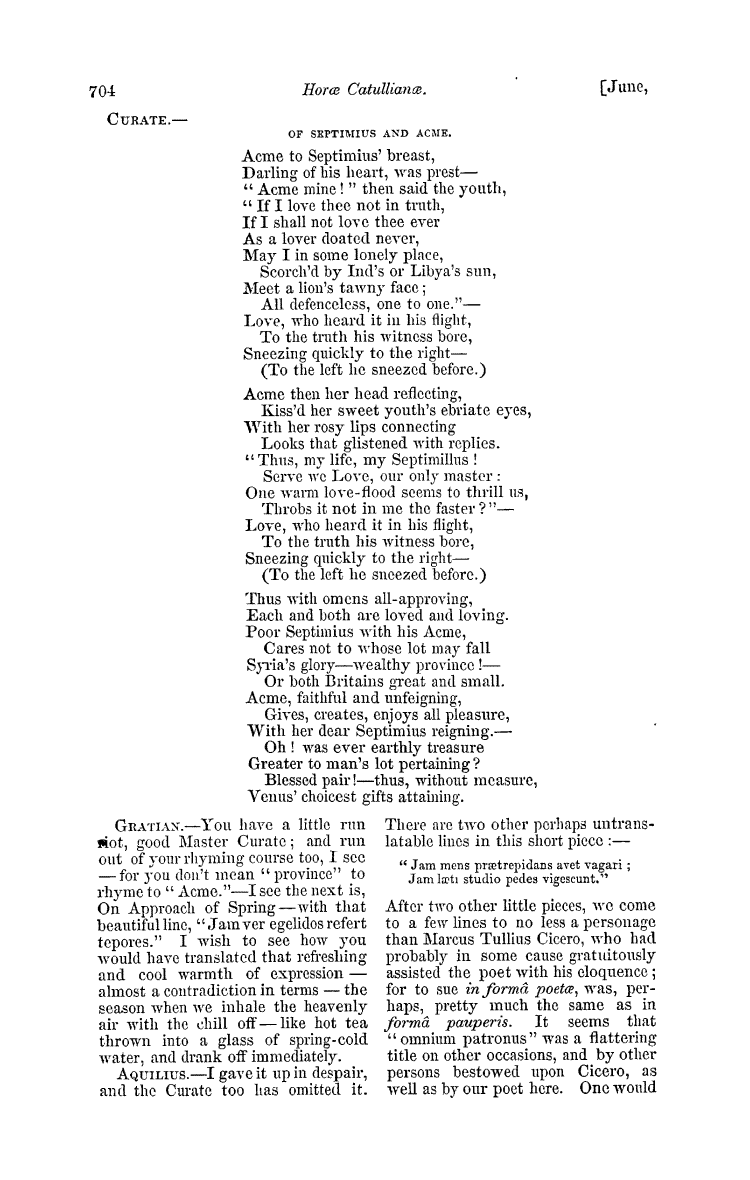 704 Horæ Catullianæ. [June,
CURATE.—
OF SEPTIMIUS AND ACME.
Acme to Septimius' breast,
Darling of his heart, was prest—
“ Acme mine ! ” then said the youth,
“ If I love thee not in truth,
If I shall not love thee ever
As a lover doated never,
May I in some lonely place,
Scorch'd by Ind's or Libya's sun,
Meet a lion's tawny face ;
All defenceless, one to one.”—
Love, who heard it in his flight,
To the truth his witness bore,
Sneezing quickly to the right—
(To the left he sneezed before.)
Acme then her head reflecting,
Kiss'd her sweet youth's ebriate eyes,
With her rosy lips connecting
Looks that glistened with replies.
“ Thus, my life, my Septimillus !
Serve we Love, our only master :
One warm love-flood seems to thrill us,
Throbs it not in me the faster ? ”—
Love, who heard it in his flight,
To the truth his witness bore,
Sneezing quickly to the right—
(To the left he sneezed before.)
Thus with omens all-approving,
Each and both are loved and loving.
Poor Septimius with his Acme,
Cares not to whose lot may fall
Syria's glory—wealthy province !—
Or both Britains great and small.
Acme, faithful and unfeigning,
Gives, creates, enjoys all pleasure,
With her dear Septimius reigning.—
Oh ! was ever earthly treasure
Greater to man's lot pertaining ?
Blessed pair !—thus, without measure,
Venus' choicest gifts attaining.
GRATIAN.—You have a little run
riot, good Master Curate ; and run
out of your rhyming course too, I see
—for you don't mean “ province” to
rhyme to “ Acme.”—I see the next is,
On Approach of Spring—with that
beautiful line, “Jam ver egelidos refert
tepores.” I wish to see how you
would have translated that refreshing
and cool warmth of expression —
almost a contradiction in terms — the
season when we inhale the heavenly
air with the chill off — like hot tea
thrown into a glass of spring-cold
water, and drank off immediately.
AQUILIUS.—I gave it up in despair,
and the Curate too has omitted it.
There are two other perhaps untrans-
latable lines in this short piece :—
“ Jam mens prætrepidans avet vagari ;
Jam læti studio pedes vigescunt.”
After two other little pieces, we come
to a few lines to no less a personage
than Marcus Tullius Cicero, who had
probably in some cause gratuitously
assisted the poet with his eloquence ;
for to sue in formâ poetæ, was, per-
haps, pretty much the same as in
formâ pauperis. It seems that
“ omnium patronus” was a flattering
title on other occasions, and by other
persons bestowed upon Cicero, as
well as by our poet here. One would